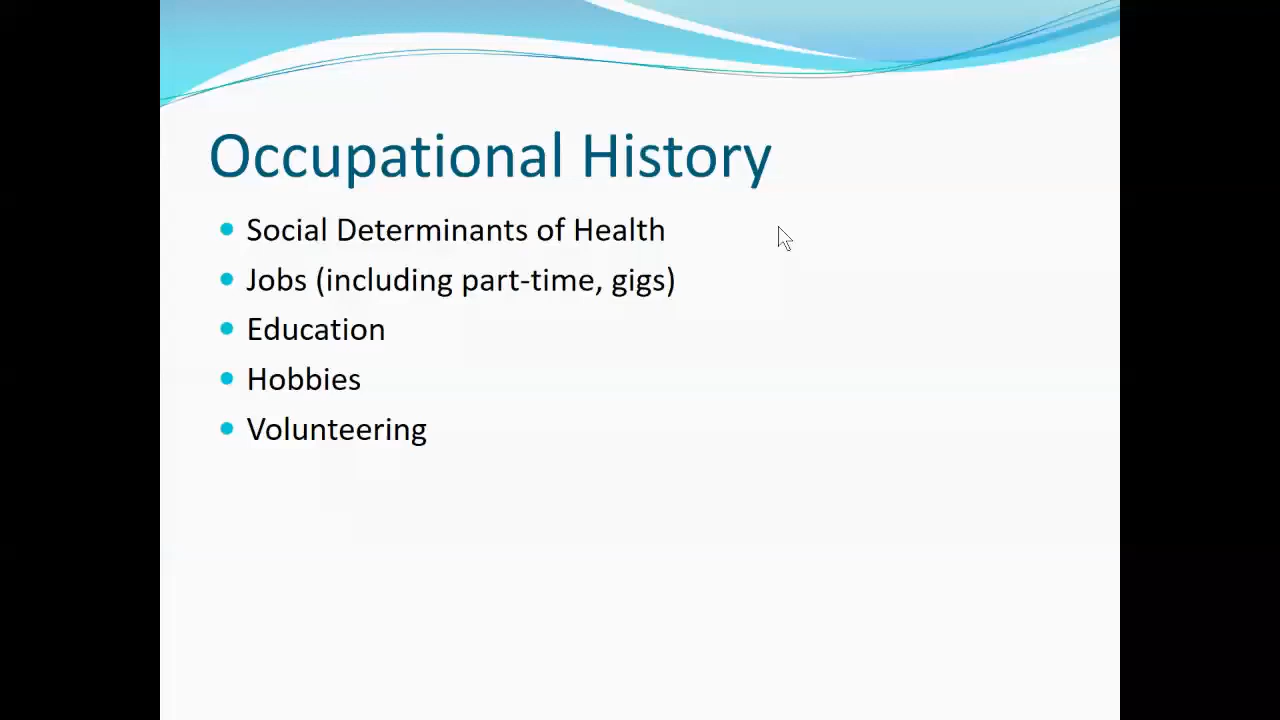 Occupational History
Social Determinants of Health
Jobs (including part-time, gigs)
Education
Hobbies
Volunteering